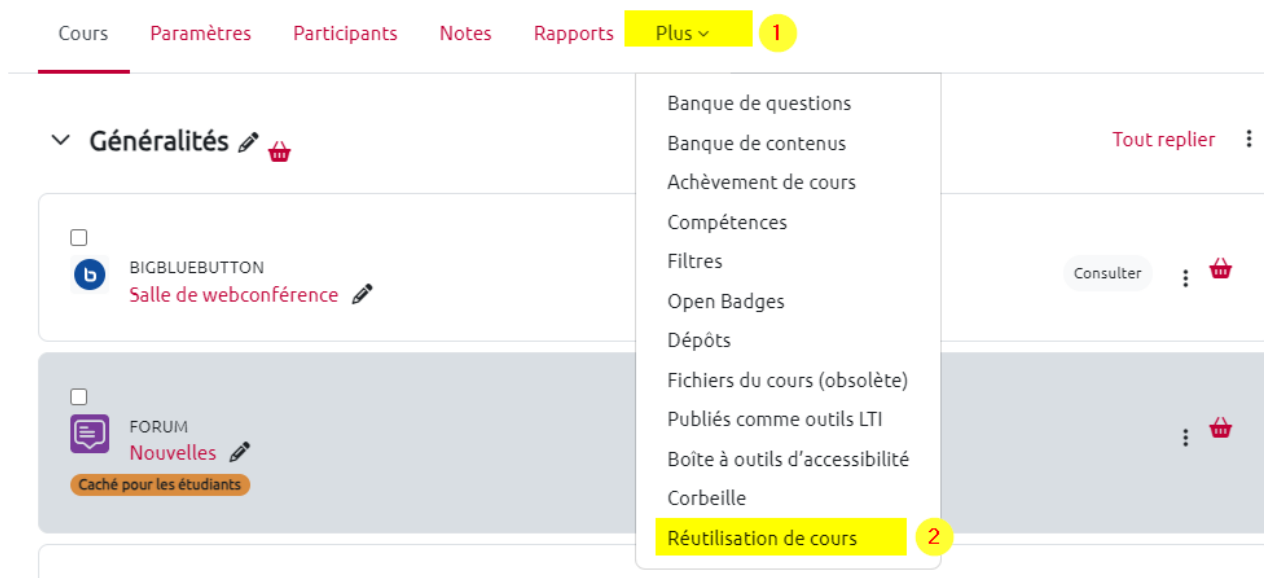 Cours Paramètres Participants Notes Rapports Plus 1
Banque de questions
Banque de contenus
Achèvement de cours
Compétences
Filtres
Open Badges
Dépôts
Fichiers du cours (obsolète)
Publiés comme outils LTI
Boîte à outils d'accessibilité
Corbeille
Réutilisation de cours 2
Généralités
Tout replier
BIGBLUEBUTTON
Salle de webconférence
Consulter
FORUM
Nouvelles
Caché pour les étudiants